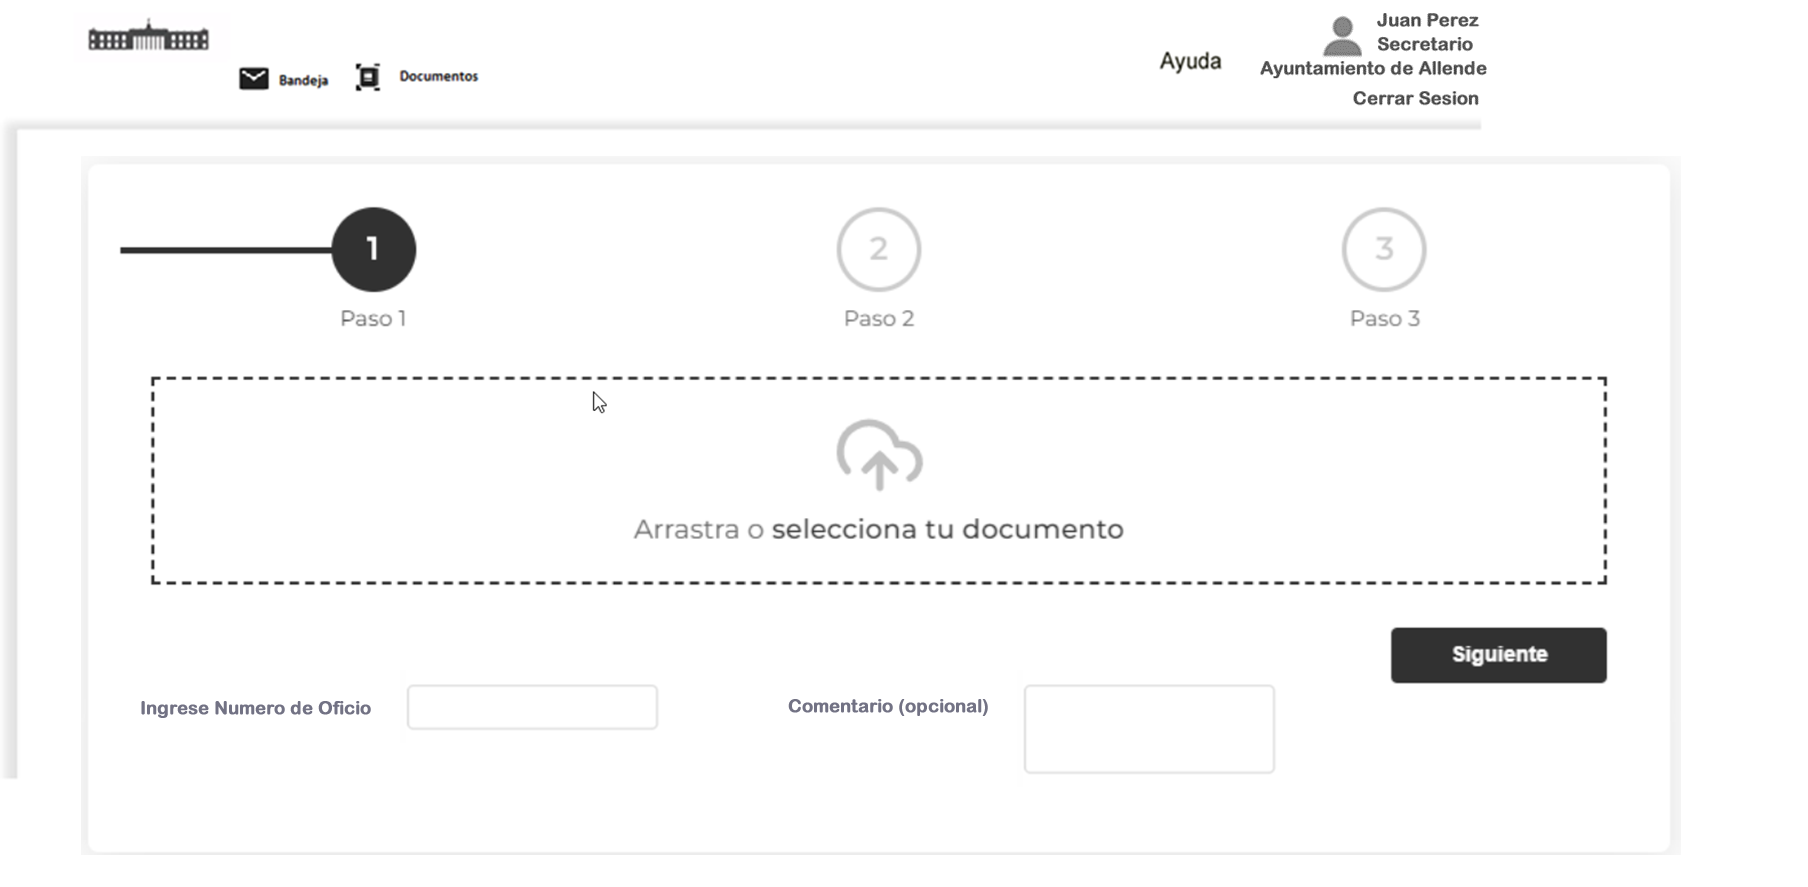 Juan Perez
Secretario
Ayuntamiento de Allende
Cerrar Sesion
Ayuda
Bandeja
Documentos
1
2
3
Paso 1
Paso 2
Paso 3
Arrastra o selecciona tu documento
Siguiente
Ingrese Numero de Oficio
Comentario (opcional)